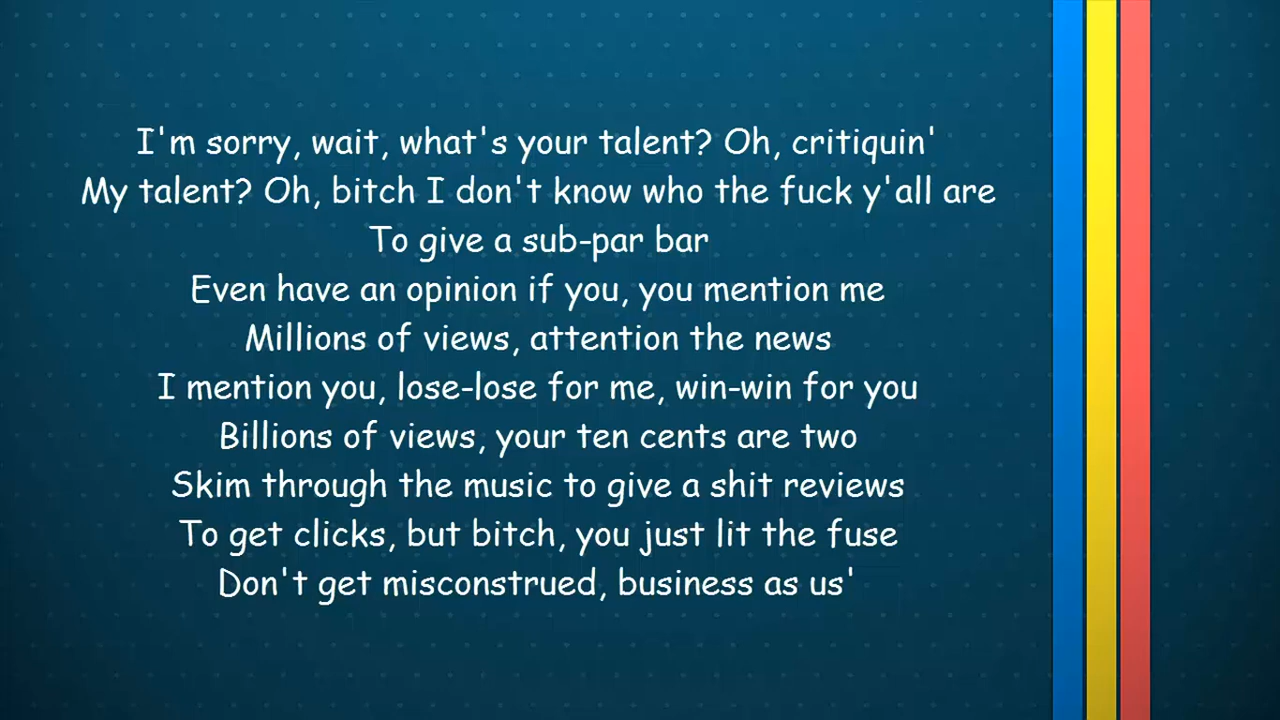 I'm sorry, wait, what's your talent? Oh, critiquin'
My talent? Oh, bitch I don't know who the fuck y'all are
To give a sub-par bar
Even have an opinion if you, you mention me
Millions of views, attention the news
I mention you, lose-lose for me, win-win for you
Billions of views, your ten cents are two
Skim through the music to give a shit reviews
To get clicks, but bitch, you just lit the fuse
Don't get misconstrued, business as us'